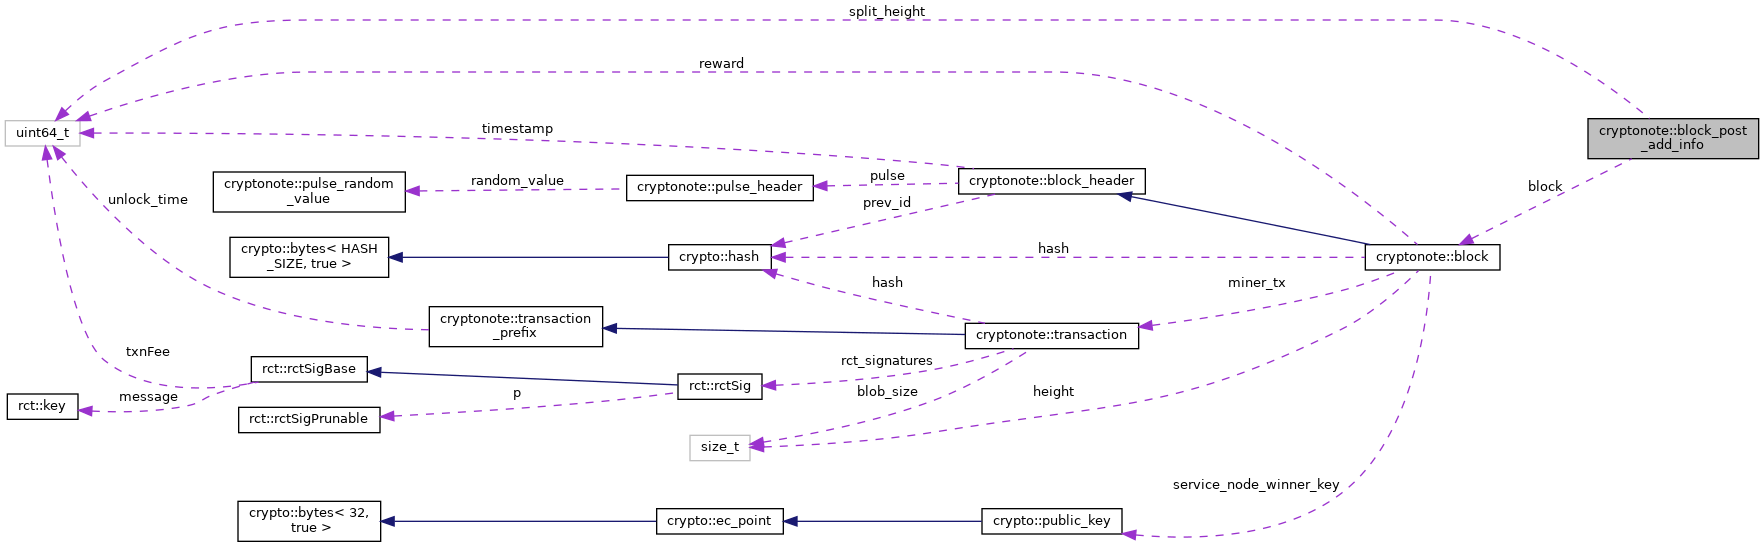 split_height
reward
uint64_t
cryptonote::block_post
_add_info
timestamp
cryptonote::pulse_random
_value
random_value
cryptonote::pulse_header
pulse
cryptonote::block_header
block
unlock_time
prev_id
crypto::bytes< HASH
_SIZE, true >
crypto::hash
hash
cryptonote::block
hash
miner_tx
cryptonote::transaction
_prefix
cryptonote::transaction
txnFee
rct::rctSigBase
rct_signatures
rct::rctSig
rct::key
message
p
blob_size
height
rct::rctSigPrunable
size_t
service_node_winner_key
crypto::bytes< 32,
true >
crypto::ec_point
crypto::public_key